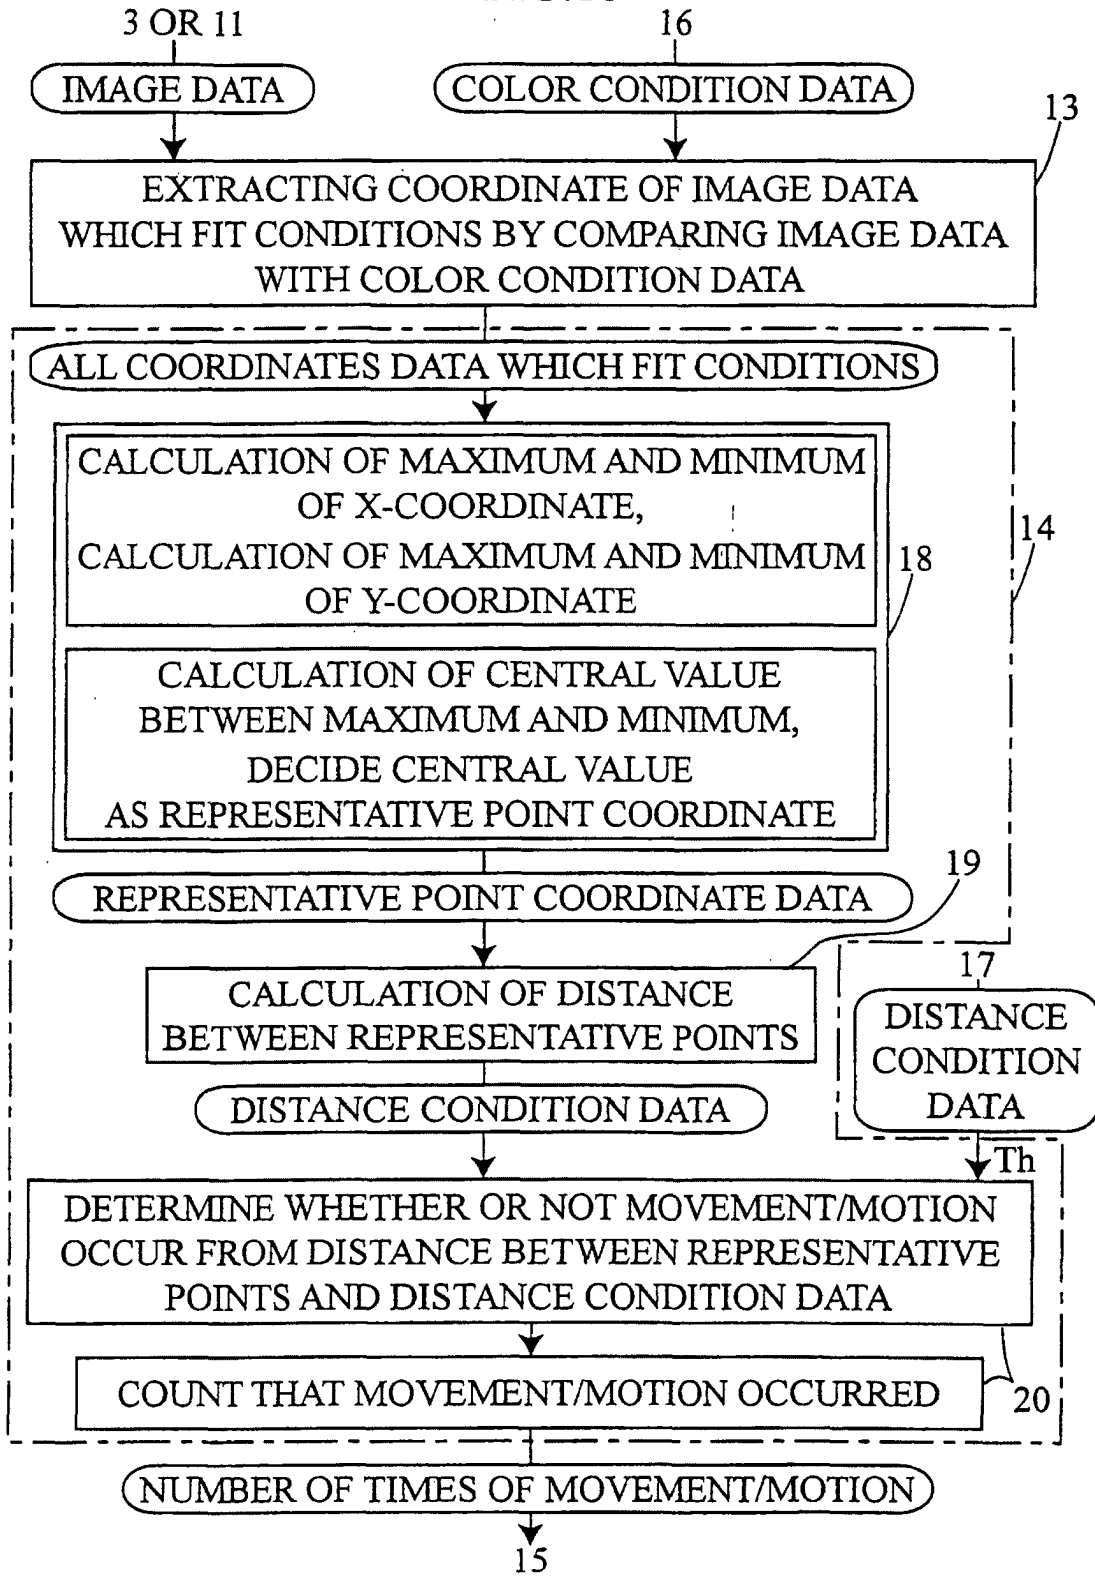 3 OR 11
16
IMAGE DATA
COLOR CONDITION DATA
13
EXTRACTING COORDINATE OF IMAGE DATA
WHICH FIT CONDITIONS BY COMPARING IMAGE DATA
WITH COLOR CONDITION DATA
ALL COORDINATES DATA WHICH FIT CONDITIONS
CALCULATION OF MAXIMUM AND MINIMUM
OF X-COORDINATE,
CALCULATION OF MAXIMUM AND MINIMUM
OF Y-COORDINATE
14
18
CALCULATION OF CENTRAL VALUE
BETWEEN MAXIMUM AND MINIMUM,
DECIDE CENTRAL VALUE
AS REPRESENTATIVE POINT COORDINATE
19
REPRESENTATIVE POINT COORDINATE DATA
CALCULATION OF DISTANCE
BETWEEN REPRESENTATIVE POINTS
17
DISTANCE
CONDITION
DATA
DISTANCE CONDITION DATA
Th
DETERMINE WHETHER OR NOT MOVEMENT/MOTION
OCCUR FROM DISTANCE BETWEEN REPRESENTATIVE
POINTS AND DISTANCE CONDITION DATA
COUNT THAT MOVEMENT/MOTION OCCURRED
20
NUMBER OF TIMES OF MOVEMENT/MOTION
15